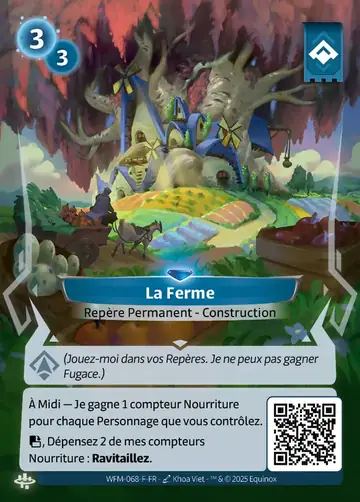 3
3
La Ferme
Repère Permanent - Construction
(Jouez-moi dans vos Repères. Je ne peux pas gagner
Fugace.)
À Midi — Je gagne 1 compteur Nourriture
pour chaque Personnage que vous contrôlez.
, Dépensez 2 de mes compteurs
Nourriture : Ravitaillez.
WFM-068-F-FR - Khoa Viet - ™ & © 2025 Equinox